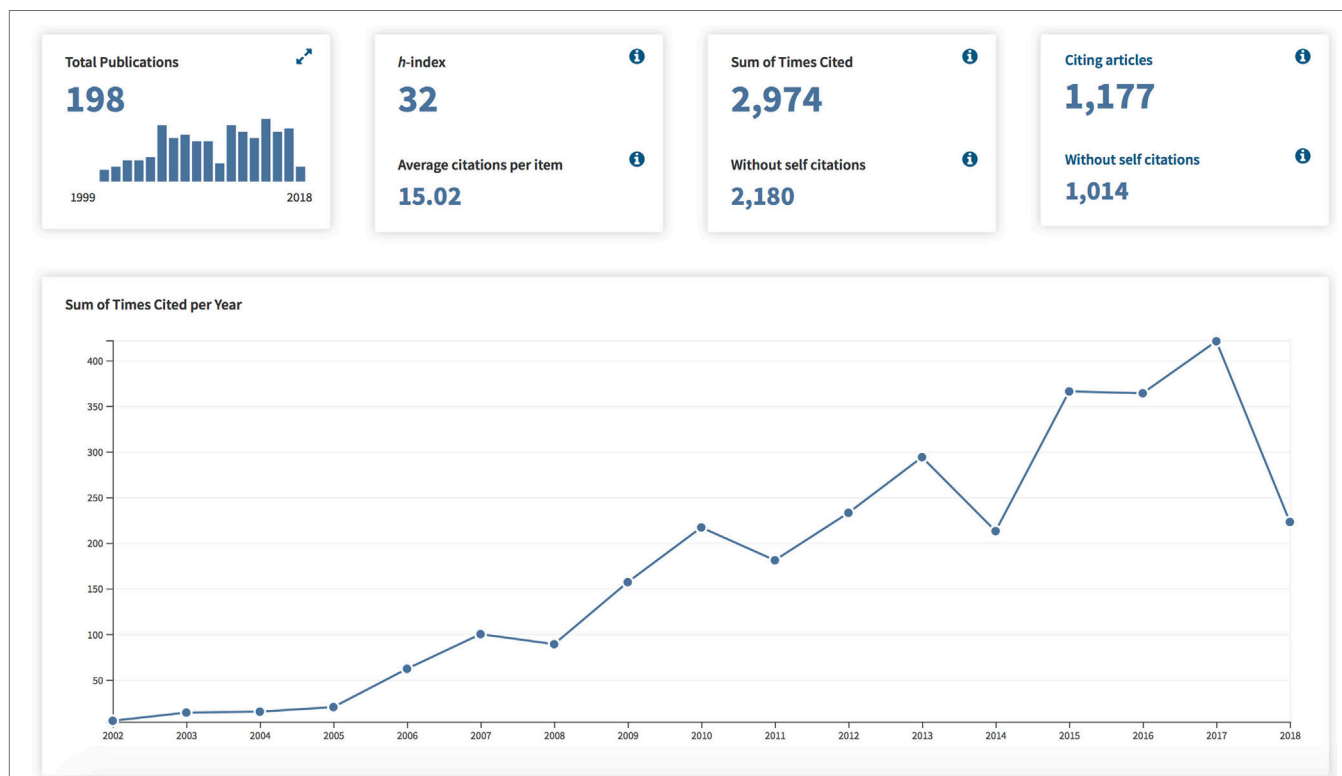 Total Publications
198
1999 2018
h-index
32
Average citations per item
15.02
Sum of Times Cited
2,974
Without self citations
2,180
Citing articles
1,177
Without self citations
1,014
Sum of Times Cited per Year
400
350
300
250
200
150
100
50
2002 2003 2004 2005 2006 2007 2008 2009 2010 2011 2012 2013 2014 2015 2016 2017 2018